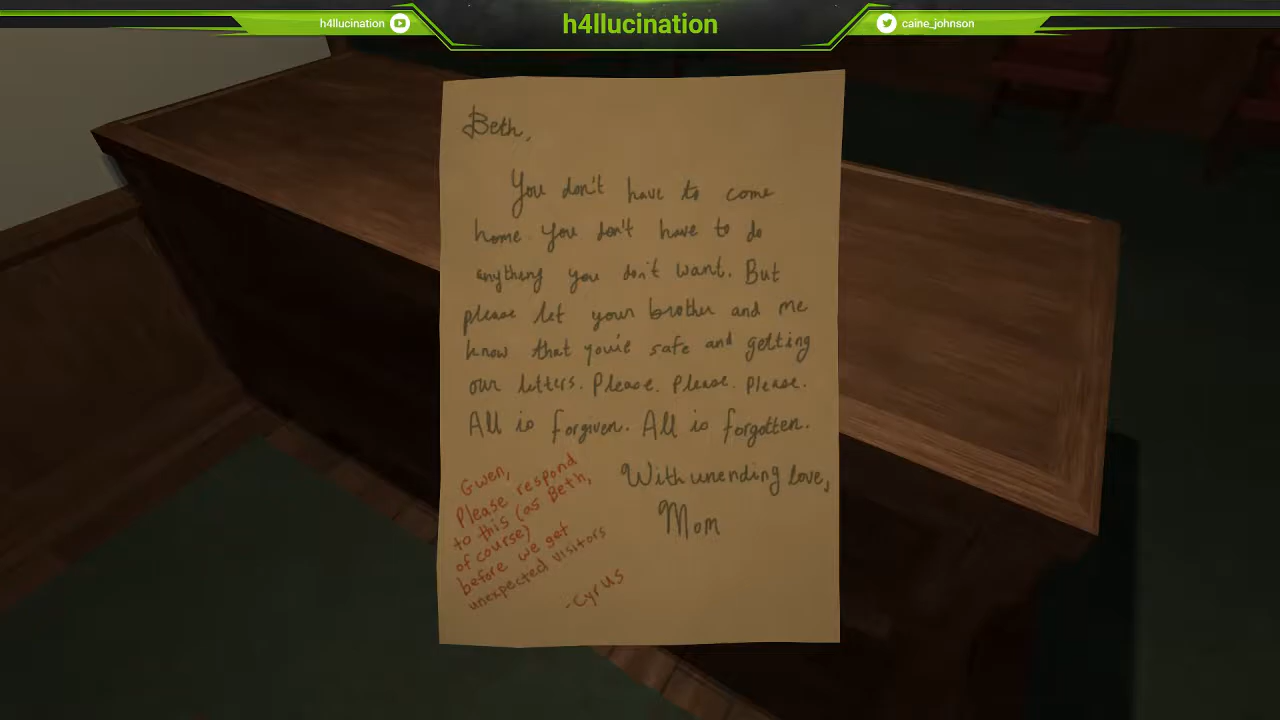 h4llucination
h4llucination
caine_johnson
Beth,
You don't have to come
home. You don't have to do
anything you don't want. But
please let your brother and me
know that you're safe and getting
our letters. Please. Please. Please.
All is forgiven. All is forgotten.
With unending love,
Mom
Gwen,
Please respond
to this (as Beth,
of course)
before we get
unexpected visitors
-Cyrus